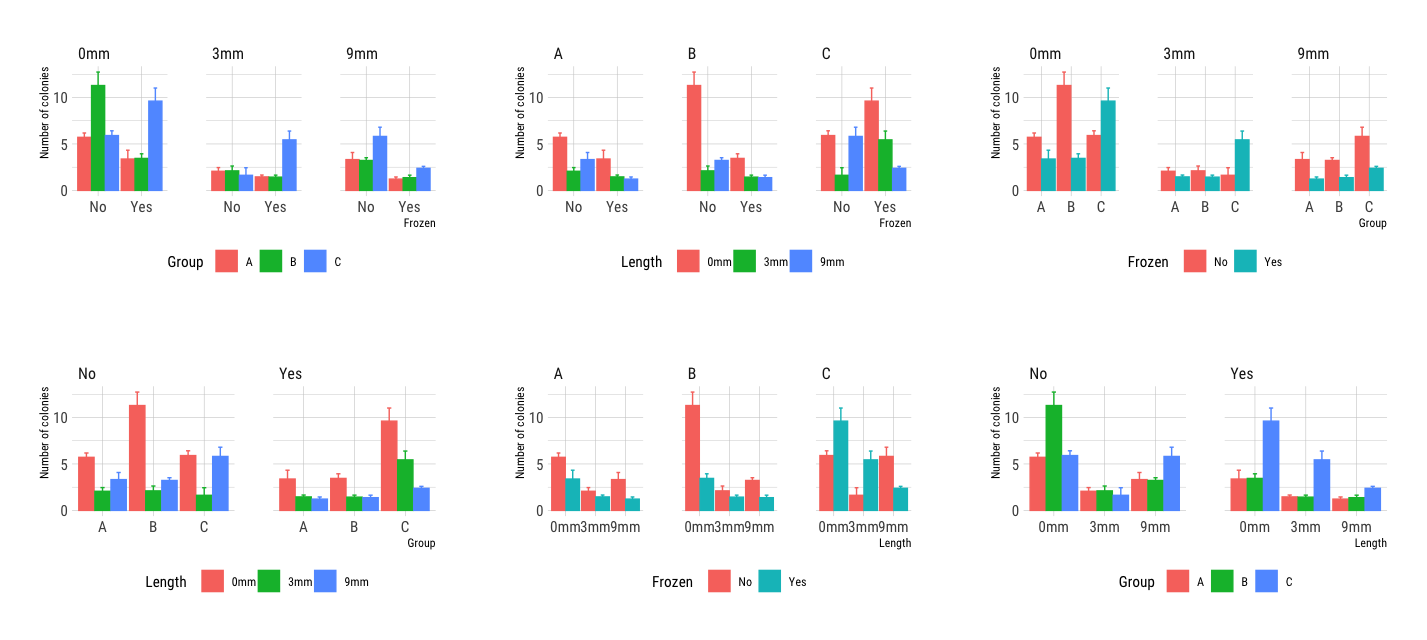 0mm 3mm 9mm
Number of colonies
10
5
0
No Yes No Yes No Yes
Frozen
Group A B C
A B C
Number of colonies
10
5
0
No Yes No Yes No Yes
Frozen
Length 0mm 3mm 9mm
0mm 3mm 9mm
Number of colonies
10
5
0
A B C A B C A B C
Group
Frozen No Yes
No Yes
Number of colonies
10
5
0
A B C A B C
Group
Length 0mm 3mm 9mm
A B C
Number of colonies
10
5
0
0mm3mm9mm 0mm3mm9mm 0mm3mm9mm
Length
Frozen No Yes
No Yes
Number of colonies
10
5
0
0mm 3mm 9mm 0mm 3mm 9mm
Length
Group A B C